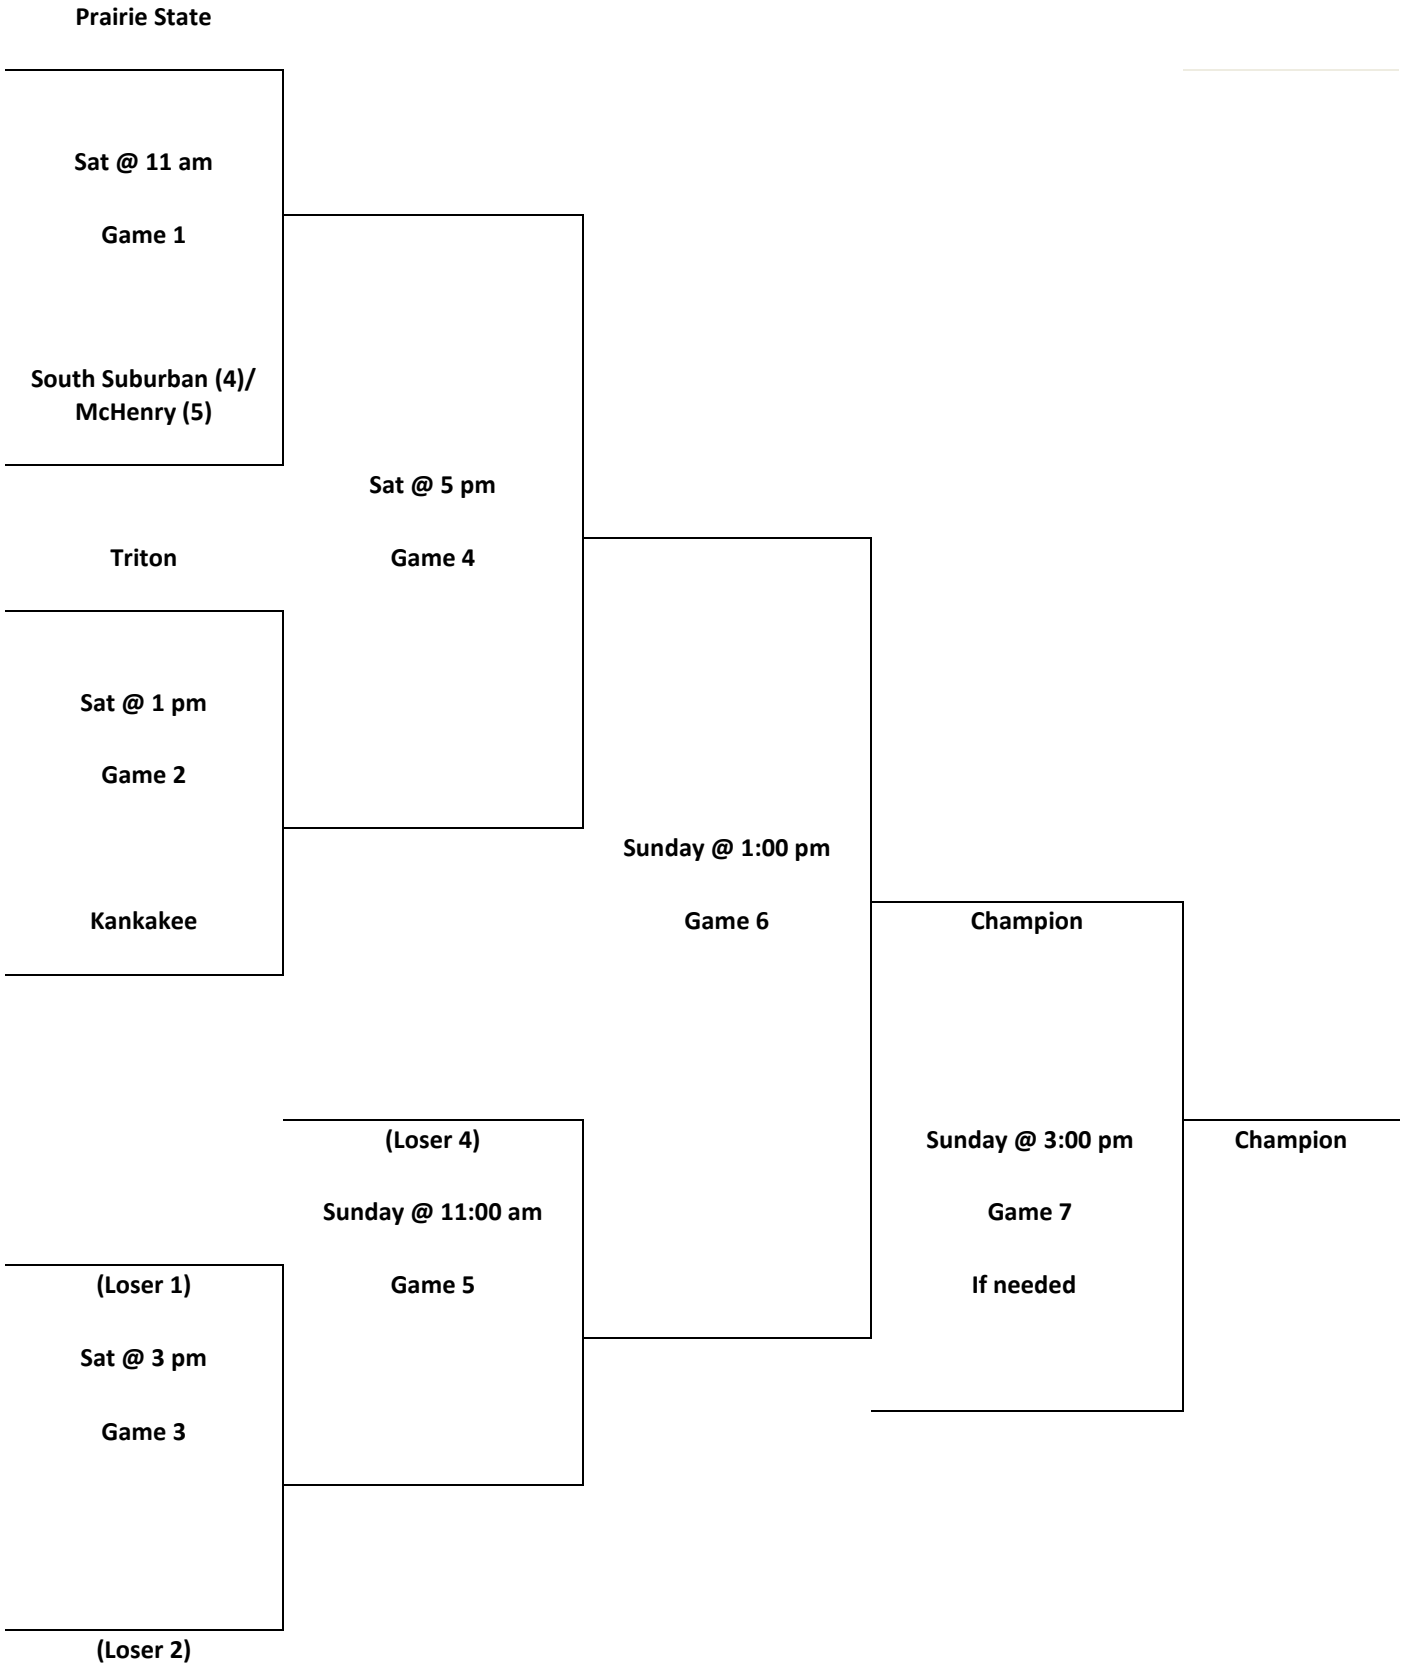 Prairie State
Sat @ 11 am
Game 1
South Suburban (4)/
McHenry (5)
Sat @ 5 pm
Triton
Game 4
Sat @ 1 pm
Game 2
Sunday @ 1:00 pm
Kankakee
Game 6
Champion
(Loser 4)
Sunday @ 3:00 pm
Champion
Sunday @ 11:00 am
Game 7
(Loser 1)
Game 5
If needed
Sat @ 3 pm
Game 3
(Loser 2)